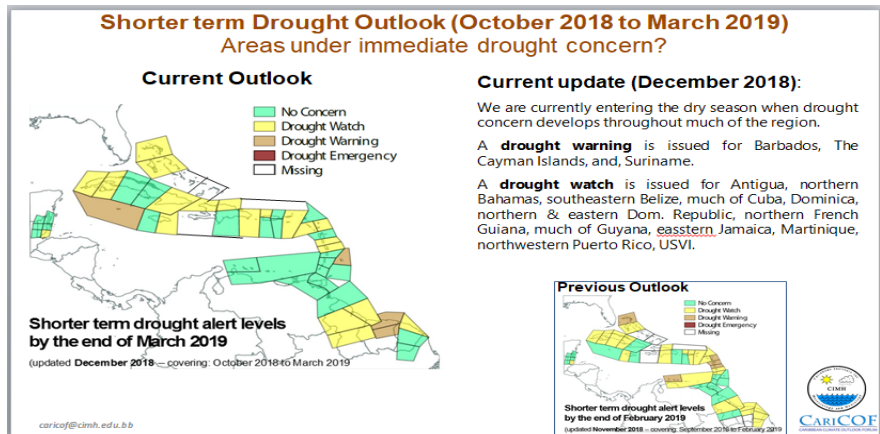 Shorter term Drought Outlook (October 2018 to March 2019)
Areas under immediate drought concern?
Current Outlook
No Concern
Drought Watch
Drought Warning
Drought Emergency
Missing
Shorter term drought alert levels
by the end of March 2019
(updated December 2018 – covering: October 2018 to March 2019
caricof@cimh.edu.bb
Current update (December 2018):
We are currently entering the dry season when drought
concern develops throughout much of the region.
A drought warning is issued for Barbados, The
Cayman Islands, and, Suriname.
A drought watch is issued for Antigua, northern
Bahamas, southeastern Belize, much of Cuba, Dominica,
northern & eastern Dom. Republic, northern French
Guiana, much of Guyana, easstern Jamaica, Martinique,
northwestern Puerto Rico, USVI.
Previous Outlook
No Concern
Drought Watch
Drought Warning
Drought Emergency
Missing
Shorter term drought alert levels
by the end of February 2019
(updated November 2018 – covering: September 2018 to February 2019
CIMH
CARICOF
CARIBBEAN CLIMATE OUTLOOK FORUM